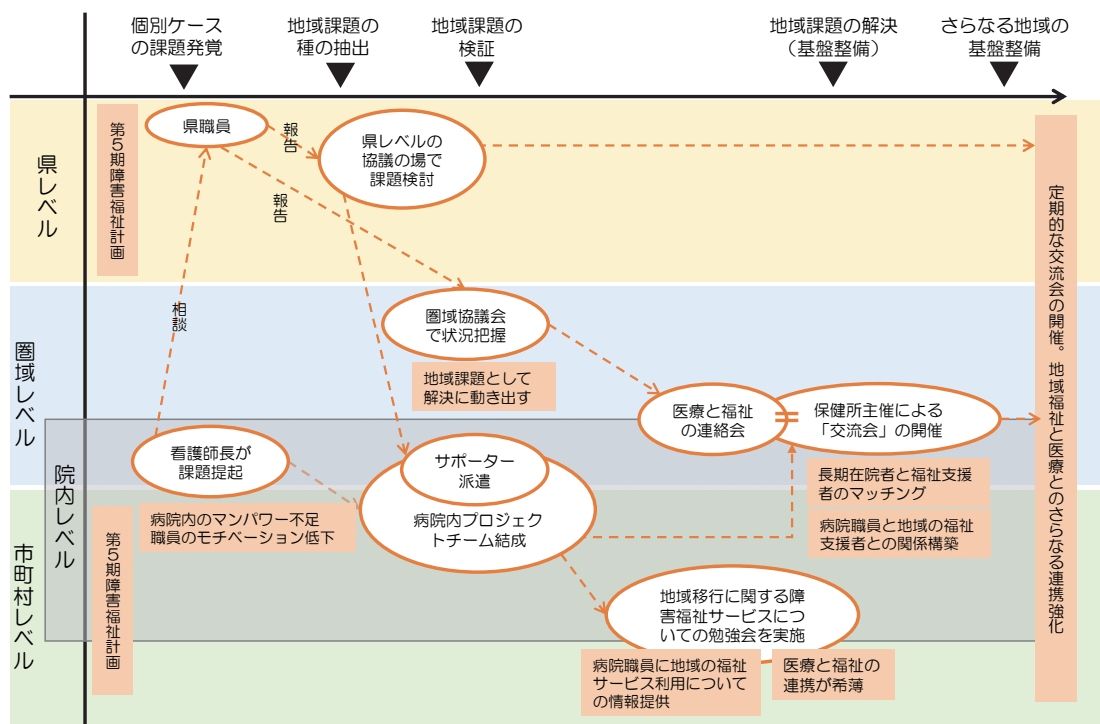 個別ケース
の課題発覚
地域課題の
種の抽出
地域課題の
検証
地域課題の解決
(基盤整備)
さらなる地域の
基盤整備
県レベル
第5期障害福祉計画
県職員
報告
県レベルの
協議の場で
課題検討
報告
相談
圏域レベル
圏域協議会
で状況把握
地域課題として
解決に動き出す
医療と福祉
の連絡会
保健所主催による
「交流会」の開催
長期在院者と福祉支援
者のマッチング
病院職員と地域の福祉
支援者との関係構築
院内レベル
看護師長が
課題提起
病院内のマンパワー不足
職員のモチベーション低下
サポーター
派遣
病院内プロジェク
トチーム結成
市町村レベル
第5期障害福祉計画
地域移行に関する障
害福祉サービスにつ
いての勉強会を実施
病院職員に地域の福祉
サービス利用について
の情報提供
医療と福祉の
連携が希薄
定期的な交流会の開催。地域福祉と医療とのさらなる連携強化